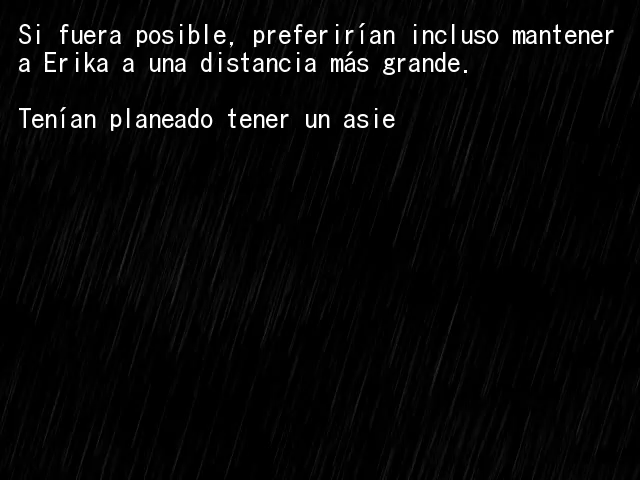 Si fuera posible, preferirían incluso mantener
a Erika a una distancia más grande.
Tenían planeado tener un asie